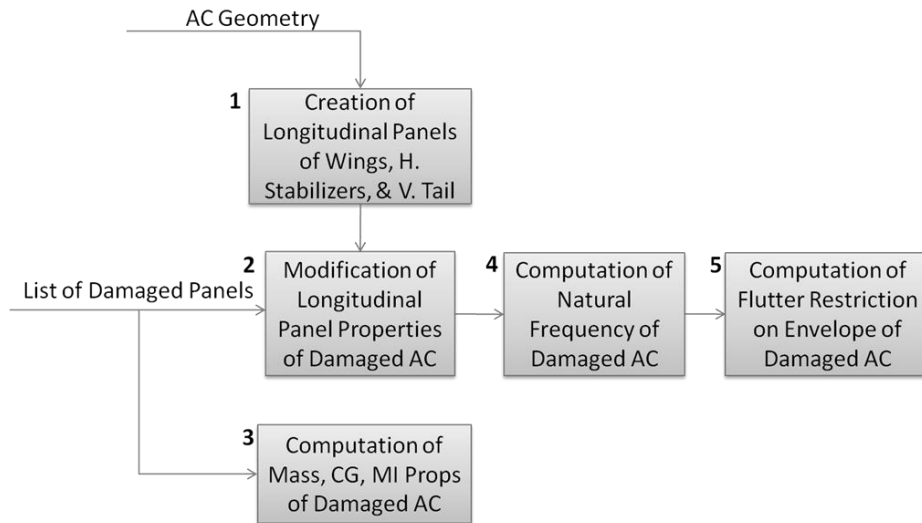 AC Geometry
1
Creation of
Longitudinal Panels
of Wings, H.
Stabilizers, & V. Tail
List of Damaged Panels
2
Modification of
Longitudinal
Panel Properties
of Damaged AC
4
Computation of
Natural
Frequency of
Damaged AC
5
Computation of
Flutter Restriction
on Envelope of
Damaged AC
3
Computation of
Mass, CG, MI Props
of Damaged AC